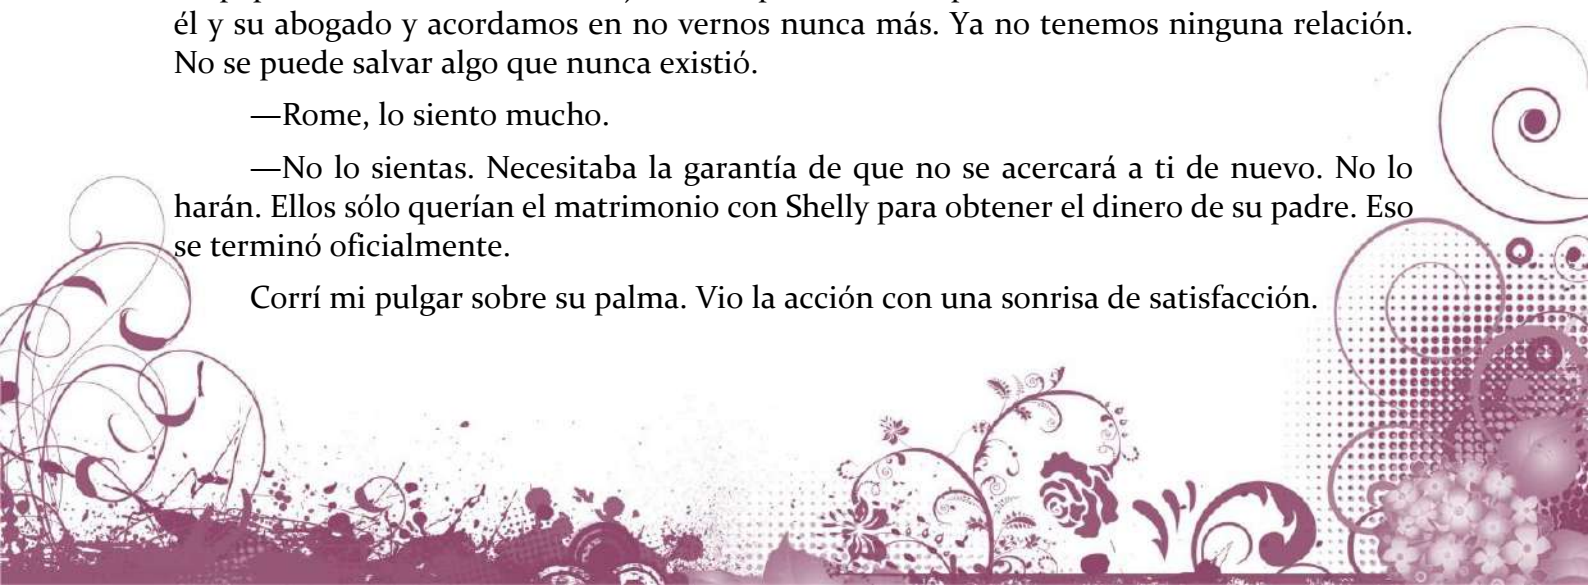 él y su abogado y acordamos en no vernos nunca más. Ya no tenemos ninguna relación.
No se puede salvar algo que nunca existió.
—Rome, lo siento mucho.
—No lo sientas. Necesitaba la garantía de que no se acercará a ti de nuevo. No lo
harán. Ellos sólo querían el matrimonio con Shelly para obtener el dinero de su padre. Eso
se terminó oficialmente.
Corrí mi pulgar sobre su palma. Vio la acción con una sonrisa de satisfacción.